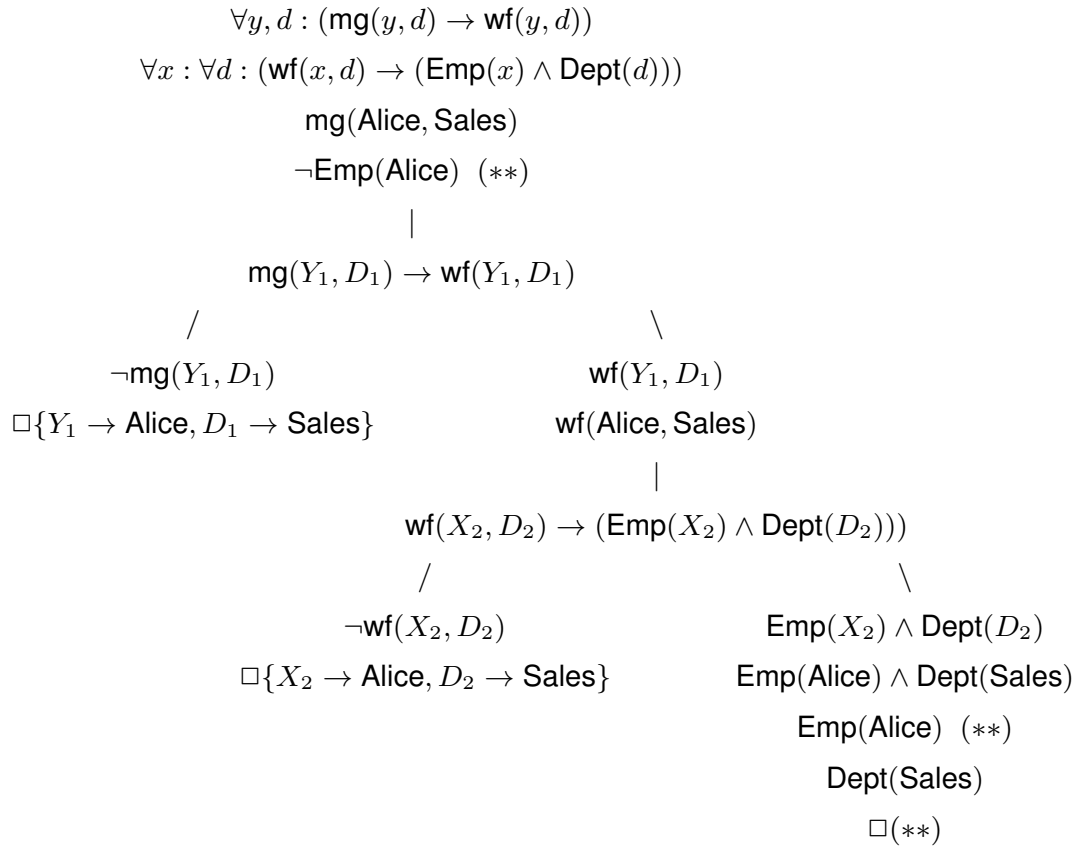 ∀y, d : (mg(y, d) → wf(y, d))
∀x : ∀d : (wf(x, d) → (Emp(x) ∧ Dept(d)))
mg(Alice, Sales)
¬Emp(Alice) (∗∗)
|
mg(Y₁, D₁) → wf(Y₁, D₁)
/ \
¬mg(Y₁, D₁) wf(Y₁, D₁)
□{Y₁ → Alice, D₁ → Sales} wf(Alice, Sales)
|
wf(X₂, D₂) → (Emp(X₂) ∧ Dept(D₂)))
/ \
¬wf(X₂, D₂) Emp(X₂) ∧ Dept(D₂)
□{X₂ → Alice, D₂ → Sales} Emp(Alice) ∧ Dept(Sales)
Emp(Alice) (∗∗)
Dept(Sales)
□(∗∗)